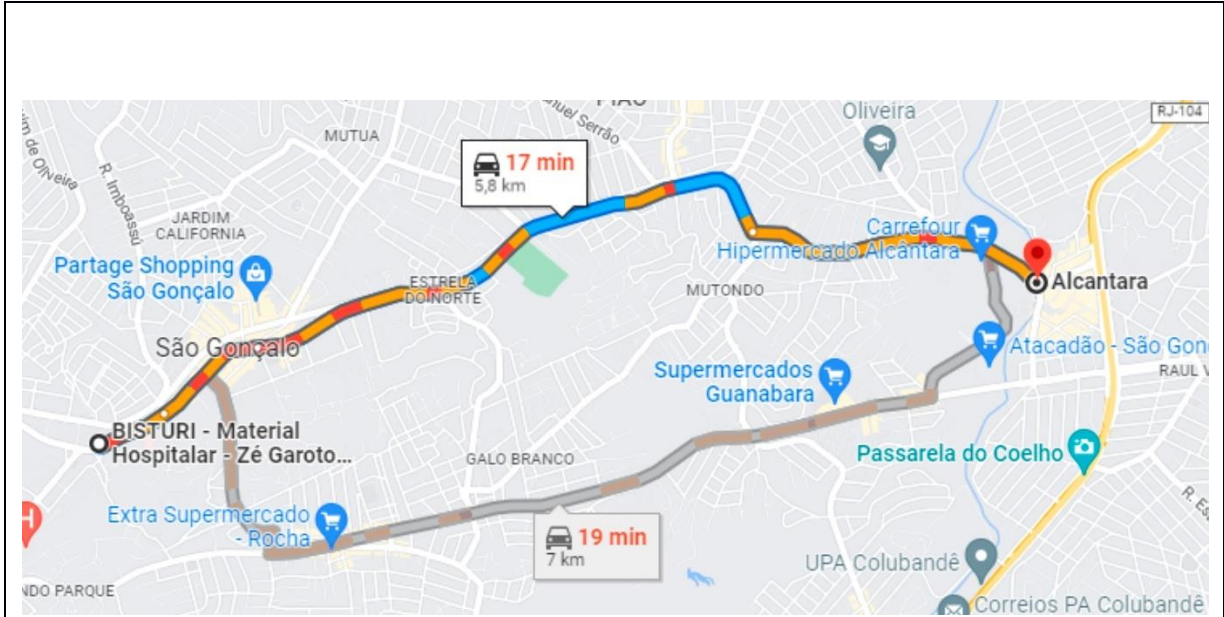 Oliveira
RJ-104
MUTUA
17 min
5,8 km
R. Imboassú
JARDIM
CALIFORNIA
Partage Shopping
São Gonçalo
Carrefour
Hipermercado Alcântara
ESTRELA
DO NORTE
MUTONDO
Alcantara
São Gonçalo
Atacadão - São Gon
RAUL V
Supermercados
Guanabara
BISTURI - Material
Hospitalar - Zé Garoto...
GALO BRANCO
Passarela do Coelho
Extra Supermercado
- Rocha
19 min
7 km
R. Es
UPA Colubandê
NDO PARQUE
Correios PA Colubandê
H